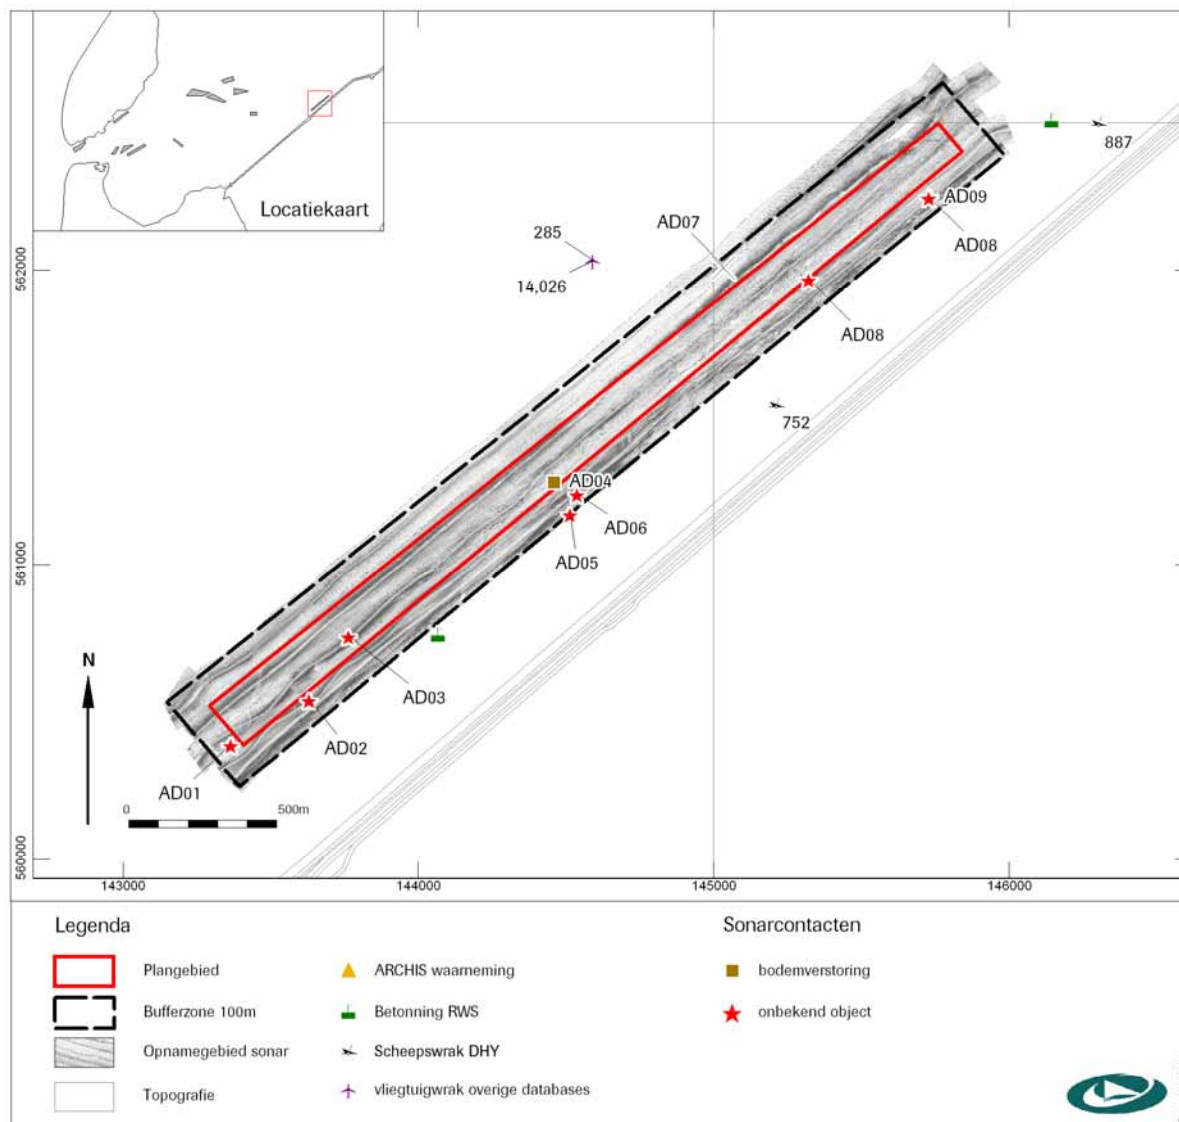 Locatiekaart
887
AD09
AD07
AD08
285
14,026
562000
AD08
752
AD04
AD06
AD05
561000
N
AD03
AD02
AD01
0 500m
560000
143000 144000 145000 146000
Legenda
Sonarcontacten
Plangebied
ARCHIS waarneming
bodemverstoring
Bufferzone 100m
Betonning RWS
onbekend object
Opnamegebied sonar
Scheepswrak DHY
Topografie
vliegtuigwrak overige databases